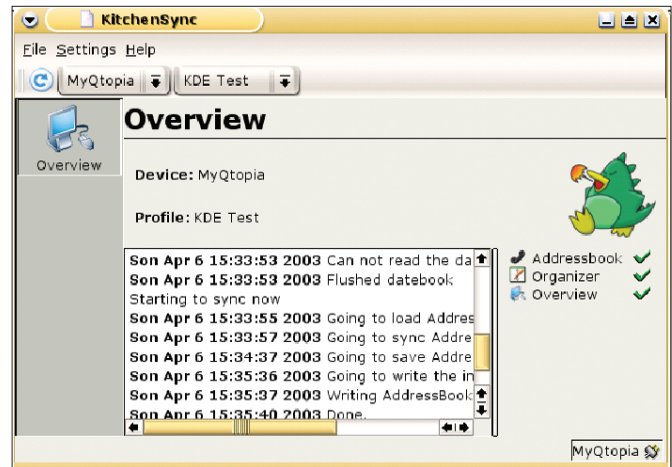 KitchenSync
File Settings Help
MyQtopia KDE Test
Overview
Overview
Device: MyQtopia
Profile: KDE Test
Son Apr 6 15:33:53 2003 Can not read the da
Son Apr 6 15:33:53 2003 Flushed datebook
Starting to sync now
Son Apr 6 15:33:55 2003 Going to load Addres
Son Apr 6 15:33:57 2003 Going to sync Addre
Son Apr 6 15:34:37 2003 Going to save Addre
Son Apr 6 15:35:36 2003 Going to write the in
Son Apr 6 15:35:37 2003 Writing AddressBook
Son Apr 6 15:35:40 2003 Done.
Addressbook
Organizer
Overview
MyQtopia